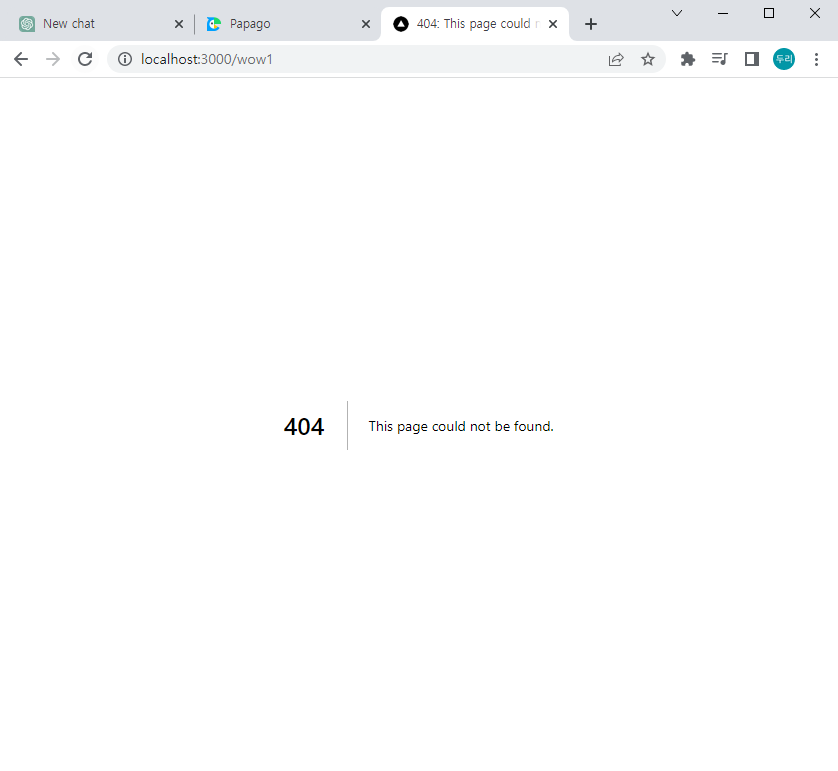 New chat
Papago
404: This page could n
localhost:3000/wow1
두리
404
This page could not be found.